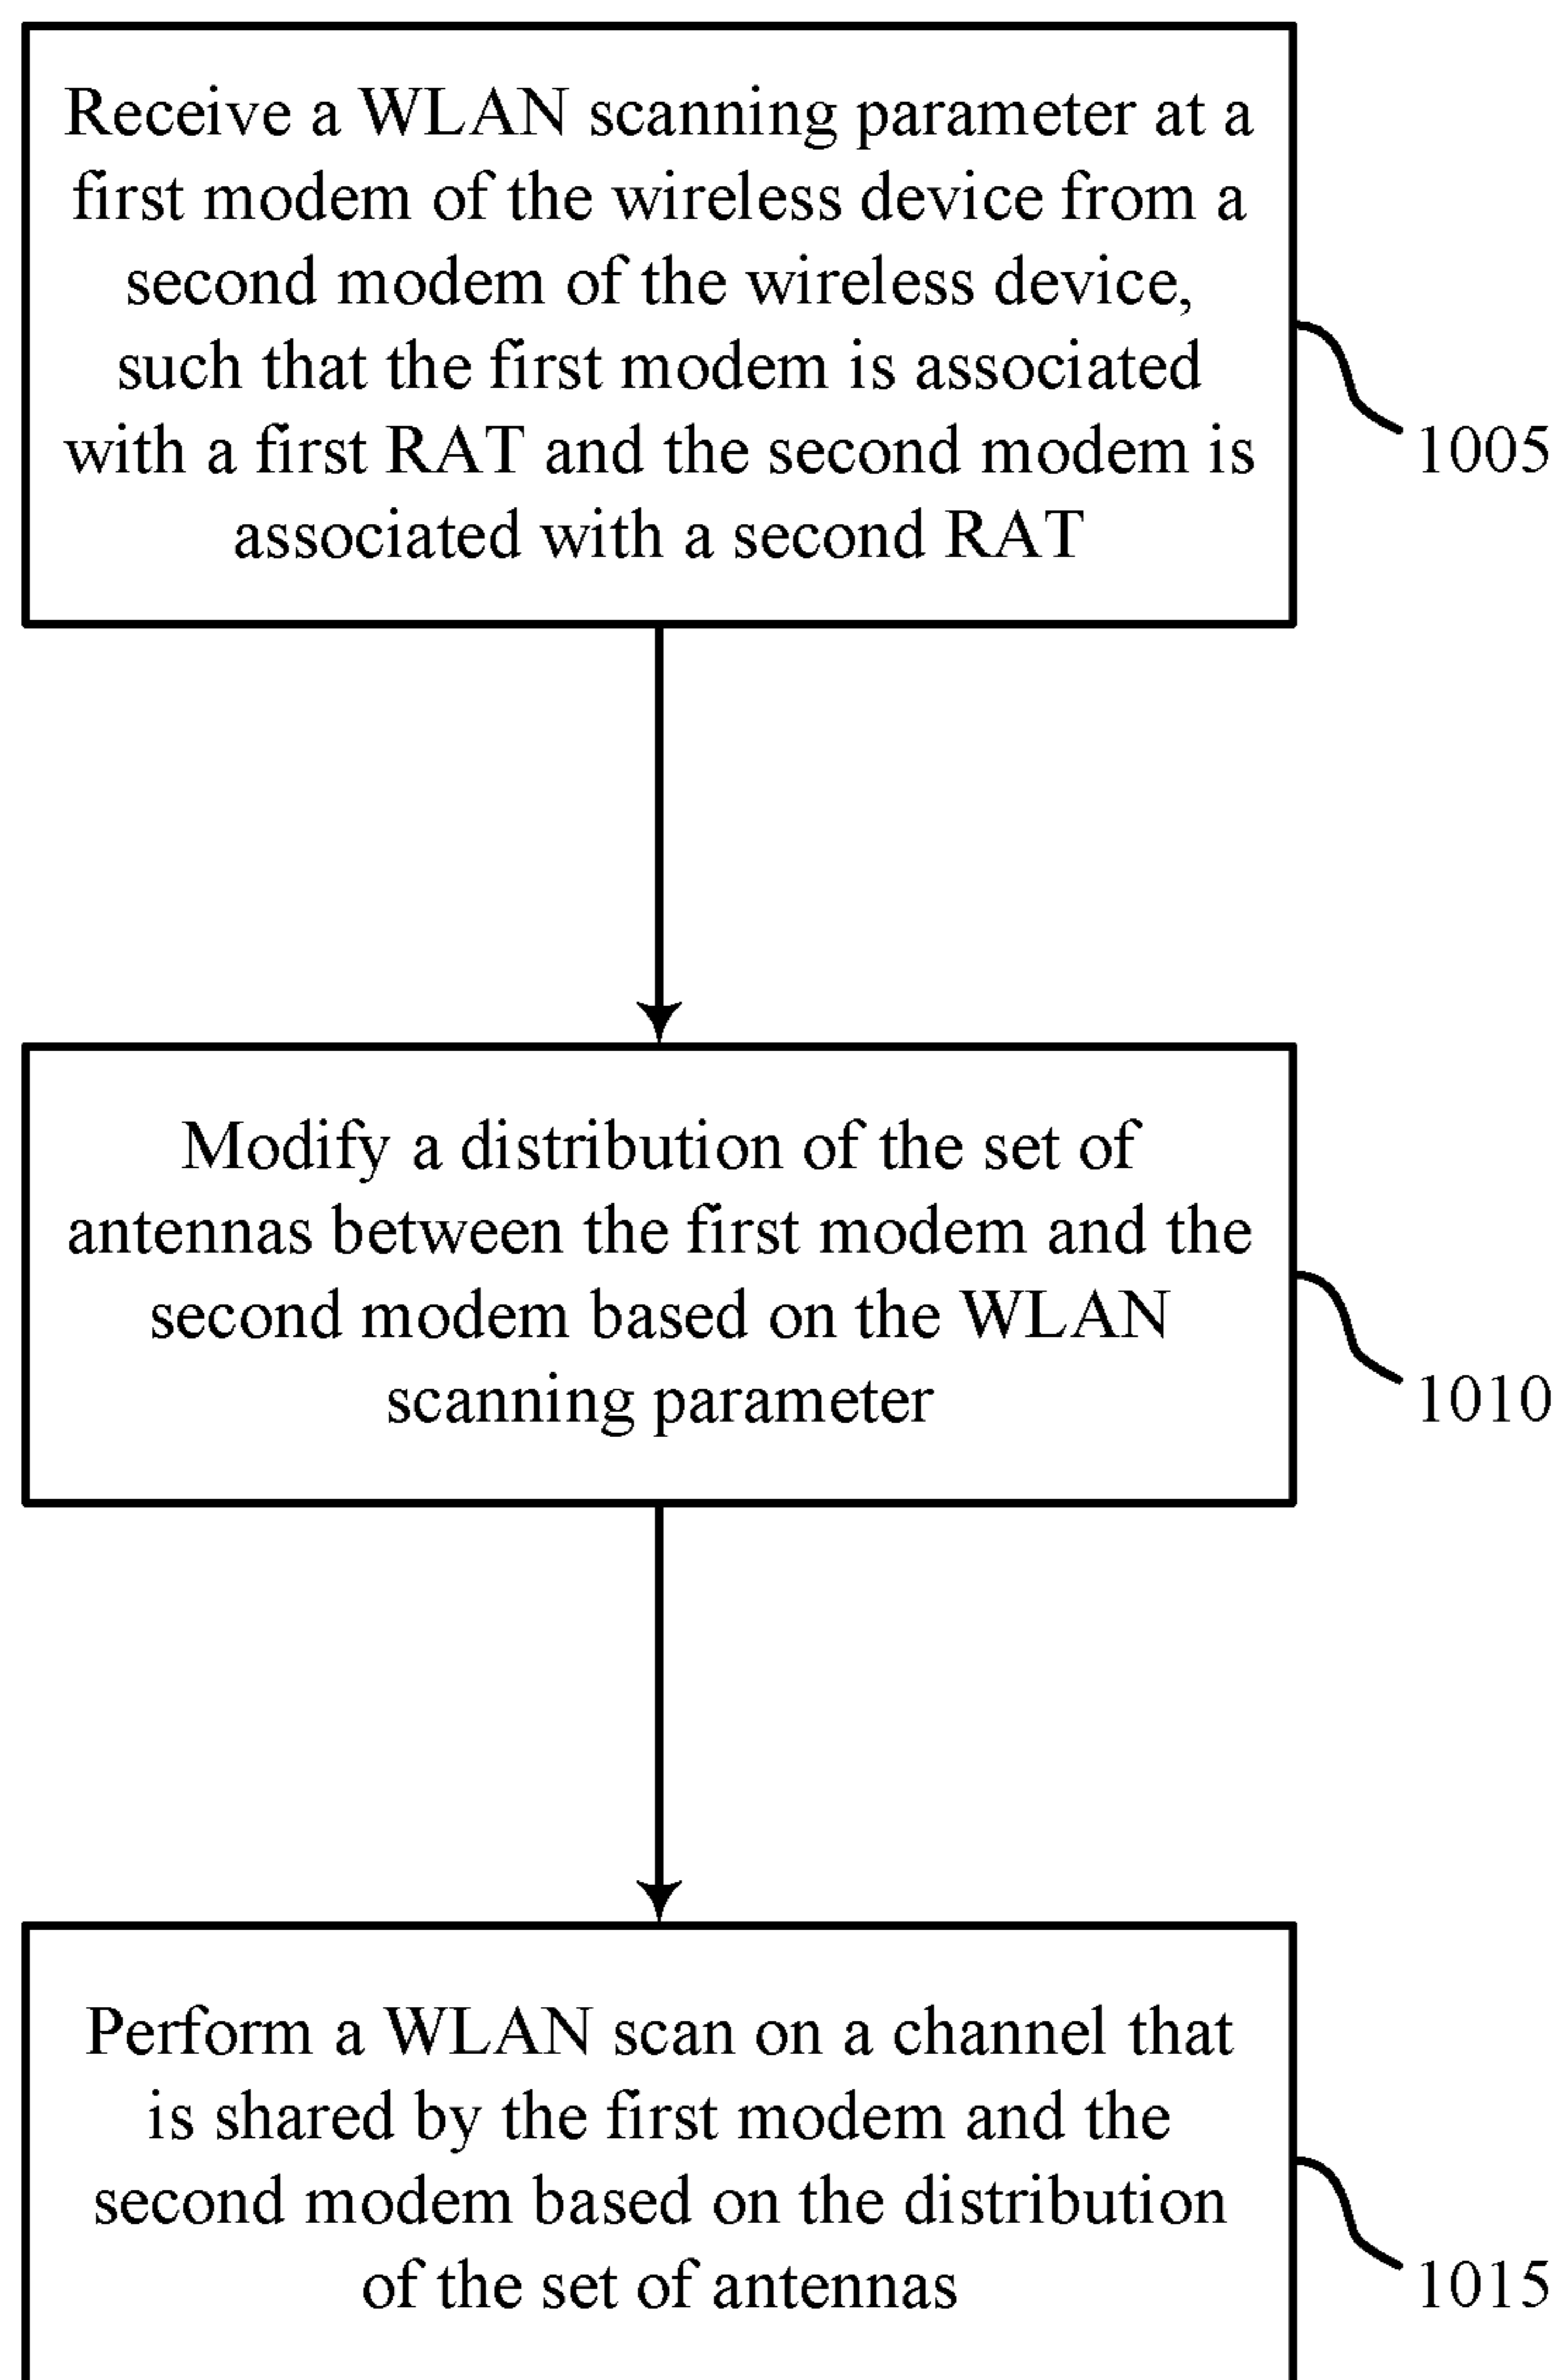 Receive a WLAN scanning parameter at a
first modem of the wireless device from a
second modem of the wireless device,
such that the first modem is associated
with a first RAT and the second modem is
associated with a second RAT
1005
Modify a distribution of the set of
antennas between the first modem and the
second modem based on the WLAN
scanning parameter
1010
Perform a WLAN scan on a channel that
is shared by the first modem and the
second modem based on the distribution
of the set of antennas
1015